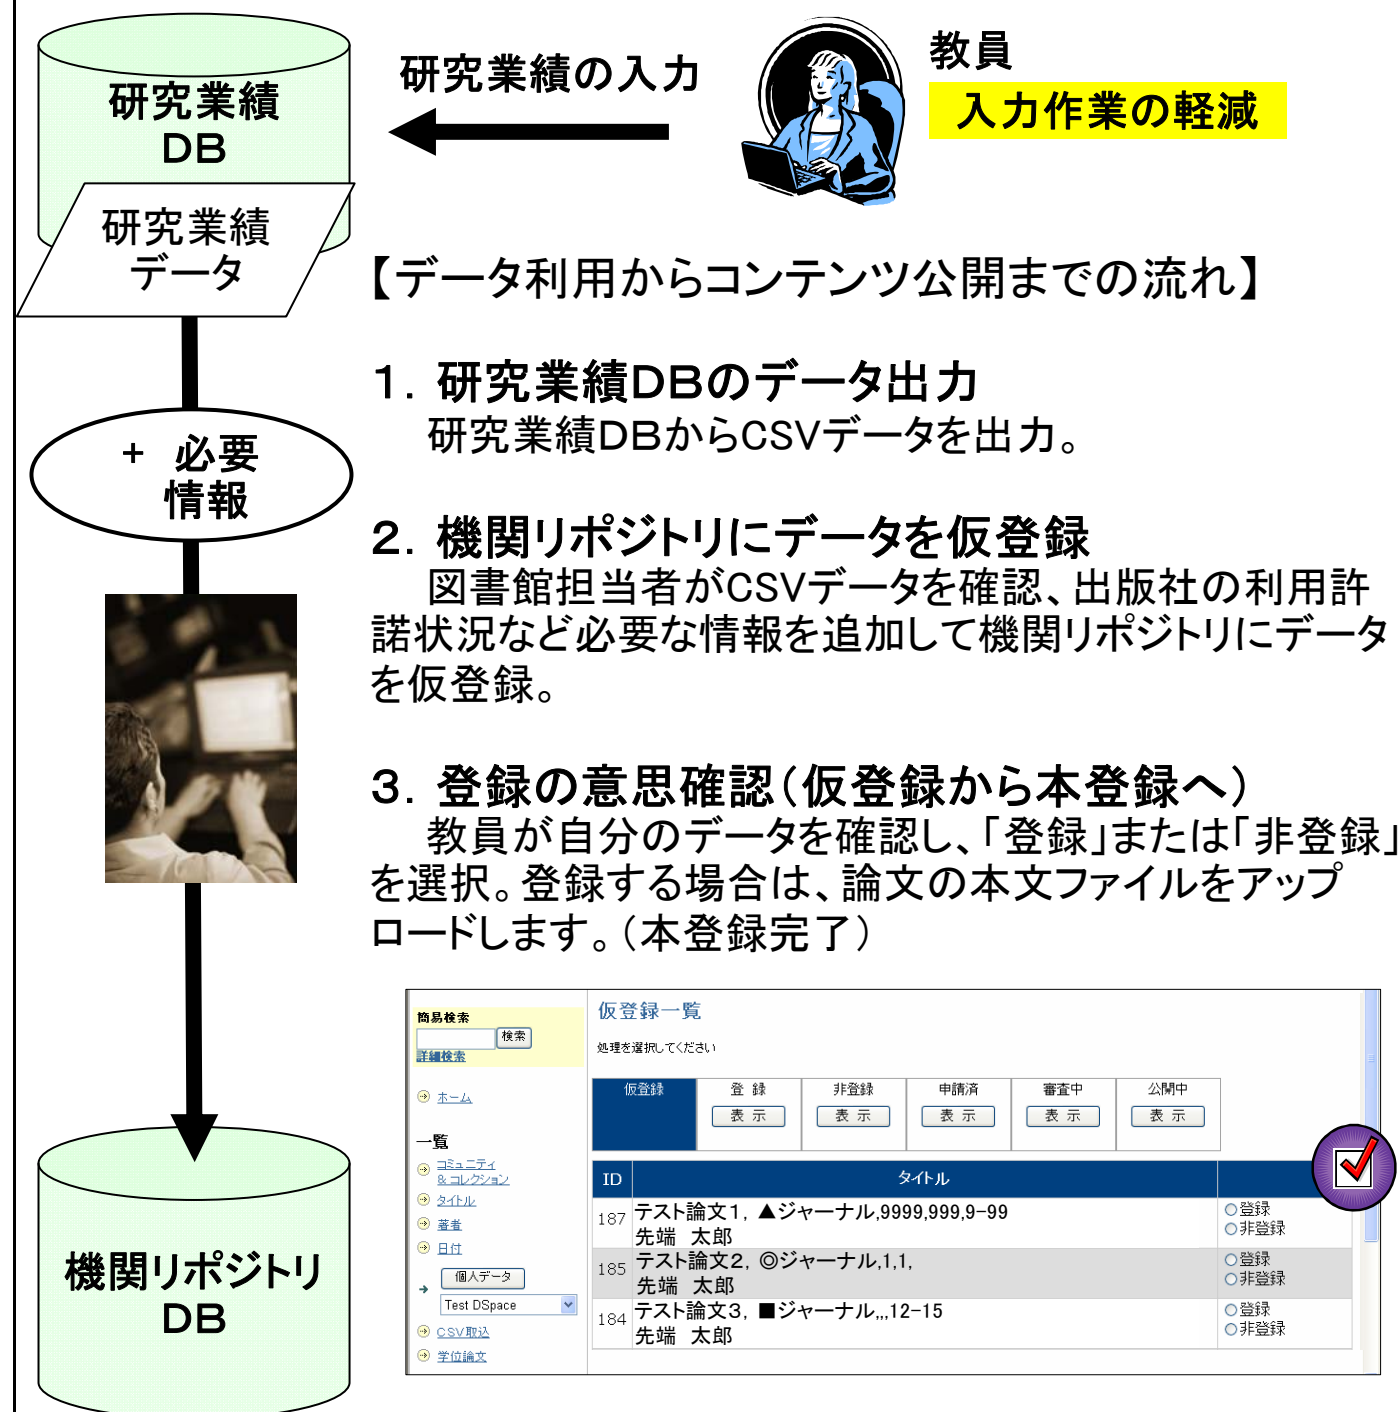 研究業績
DB
研究業績の入力
教員
入力作業の軽減
研究業績
データ
【データ利用からコンテンツ公開までの流れ】
１．研究業績DBのデータ出力
研究業績DBからCSVデータを出力。
+ 必要
情報
２．機関リポジトリにデータを仮登録
図書館担当者がCSVデータを確認、出版社の利用許
諾状況など必要な情報を追加して機関リポジトリにデータ
を仮登録。
３．登録の意思確認（仮登録から本登録へ）
教員が自分のデータを確認し、「登録」または「非登録」
を選択。登録する場合は、論文の本文ファイルをアップ
ロードします。（本登録完了）
機関リポジトリ
DB
簡易検索
検索
詳細検索
ホーム
一覧
コミュニティ
&コレクション
タイトル
著者
日付
個人データ
Test DSpace
CSV取込
学位論文
仮登録一覧
処理を選択してください
仮登録 登 録 非登録 申請済 審査中 公開中
表 示 表 示 表 示 表 示 表 示
ID タイトル
187 テスト論文１，▲ジャーナル,9999,999,9-99 登録
先端 太郎 非登録
185 テスト論文２，◎ジャーナル,1,1, 登録
先端 太郎 非登録
184 テスト論文３，■ジャーナル,,,12-15 登録
先端 太郎 非登録